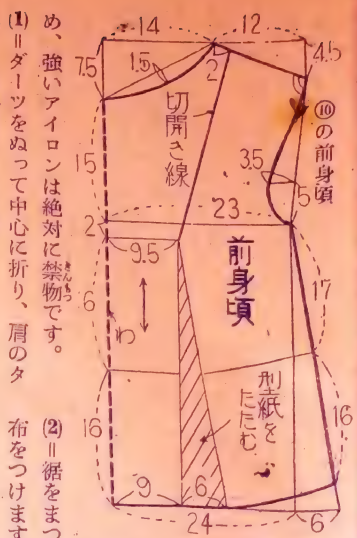 ⑩の前身頃
14
12
7.5
1.5
2
4.5
切開き線
15
3.5
5
23
2
9.5
前身頃
6
わ
17
型紙をたたむ
16
16
9
6
24
6
め、強いアイロンは絶対に禁物です。
きんもつ
(1)＝ダーツをぬって中心に折り、肩のタ
(2)＝裾をまつ
布をつけます